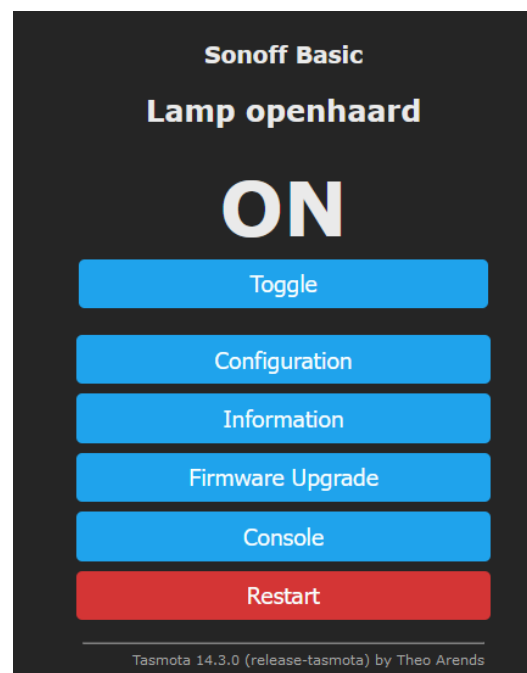 Sonoff Basic
Lamp openhaard
ON
Toggle
Configuration
Information
Firmware Upgrade
Console
Restart
Tasmota 14.3.0 (release-tasmota) by Theo Arends